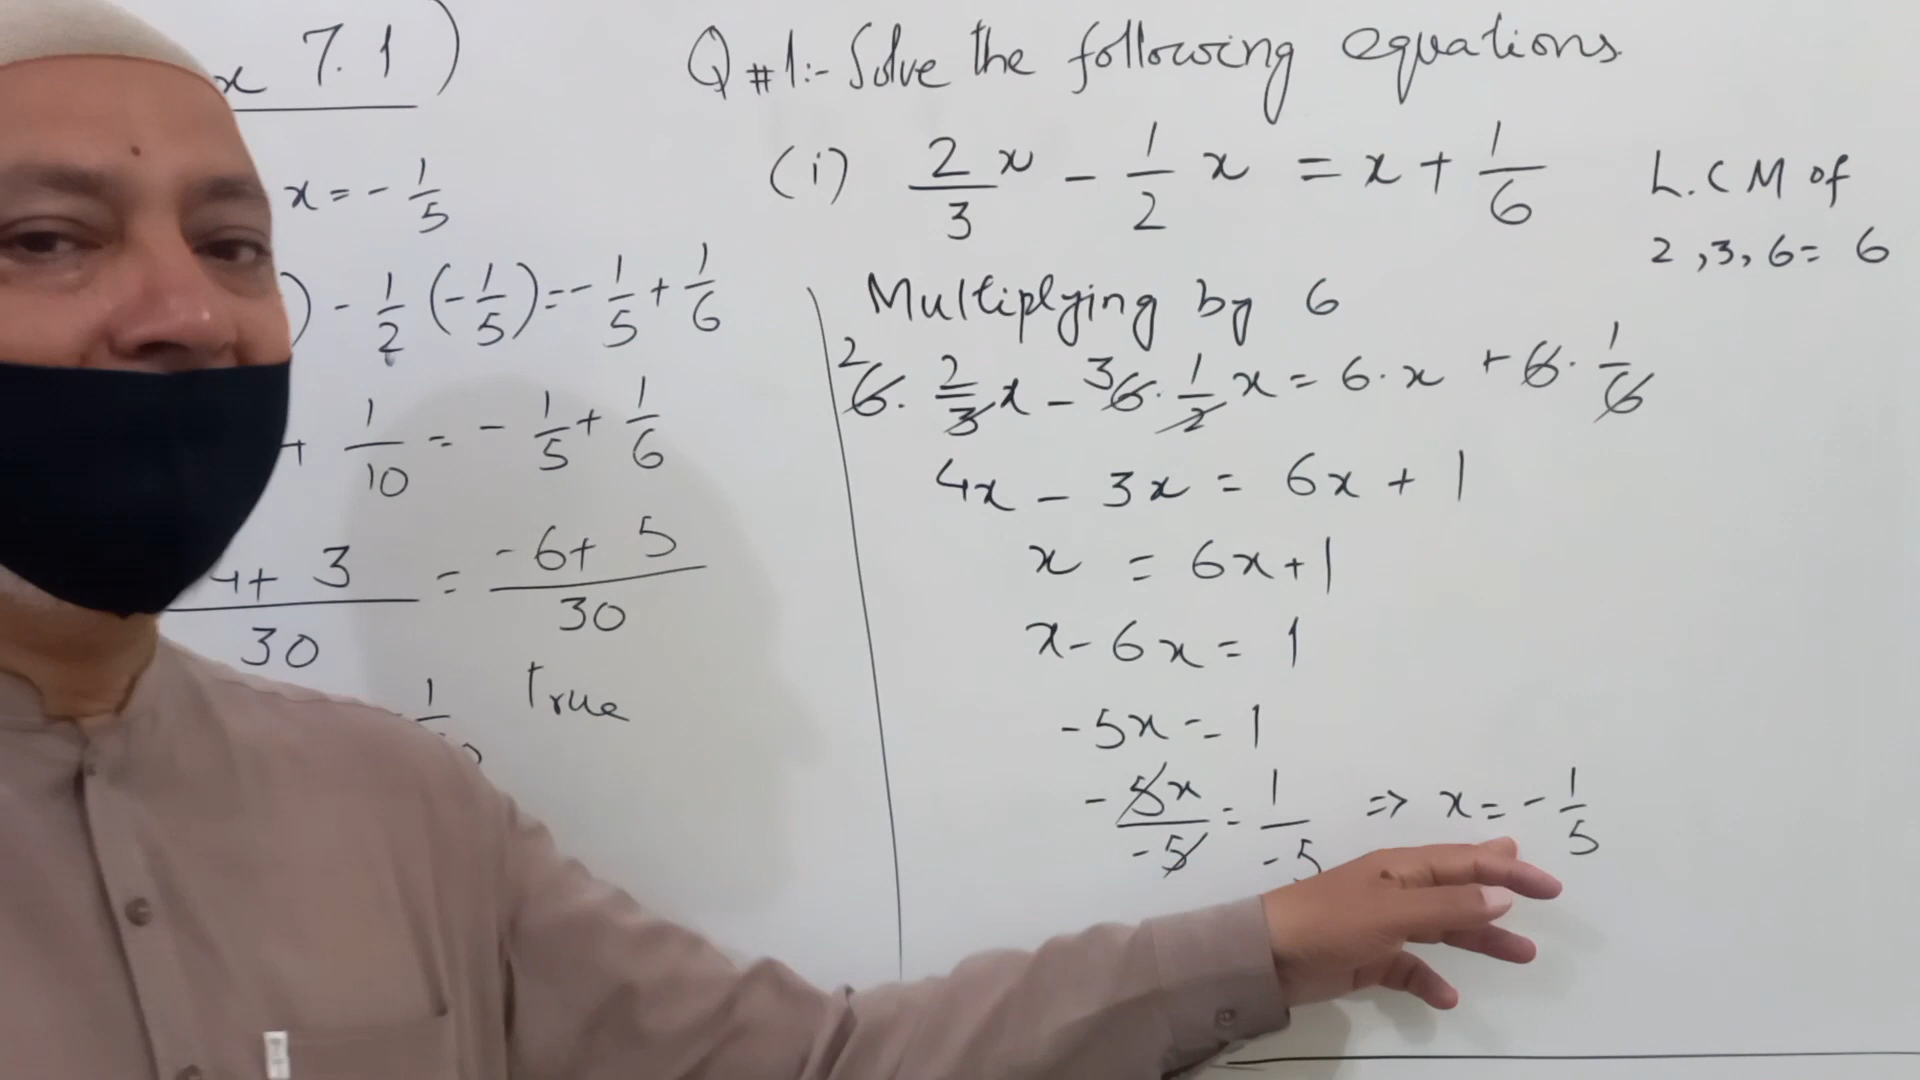 x 7.1)
x = - 1/5
) - 1/2 (-1/5) = - 1/5 + 1/6
+ 1/10 = - 1/5 + 1/6
4+ 3/30 = -6+ 5/30
True
Q #1:- Solve the following equations.
(i) 2/3 x - 1/2 x = x + 1/6
L.C M of
2,3,6= 6
Multiplying by 6
2 6. 2/3 x - 3 6. 1/2 x = 6. x + 6. 1/6
4x - 3x = 6x + 1
x = 6x+1
x- 6x = 1
-5x = 1
-5x/-5 = 1/-5 => x = - 1/5